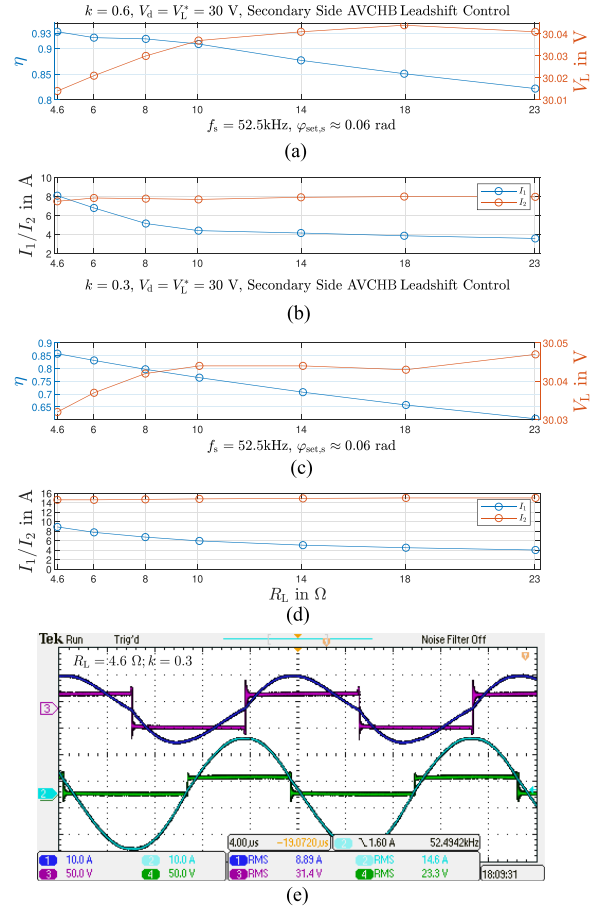 k = 0.6, V_d = V_L^* = 30 V, Secondary Side AVCHB Leadshift Control
0.93
0.9
0.85
0.8
η
30.04
30.03
30.02
30.01
V_L in V
4.6 6 8 10 14 18 23
f_s = 52.5kHz, φ_set,s ≈ 0.06 rad
(a)
10
8
6
4
2
I_1/I_2 in A
I_1
I_2
4.6 6 8 10 14 18 23
k = 0.3, V_d = V_L^* = 30 V, Secondary Side AVCHB Leadshift Control
(b)
0.9
0.85
0.8
0.75
0.7
0.65
η
30.05
30.04
30.03
V_L in V
4.6 6 8 10 14 18 23
f_s = 52.5kHz, φ_set,s ≈ 0.06 rad
(c)
16
14
12
10
8
6
4
2
0
I_1/I_2 in A
I_1
I_2
4.6 6 8 10 14 18 23
R_L in Ω
(d)
Tek Run Trig'd Noise Filter Off
R_L = 4.6 Ω; k = 0.3
3
2
4.00µs −19.0720µs 2 1.60 A 52.4942kHz
1 10.0 A 2 10.0 A 1 RMS 8.89 A 2 RMS 14.6 A
3 50.0 V 4 50.0 V 3 RMS 31.4 V 4 RMS 23.3 V 18:09:31
(e)